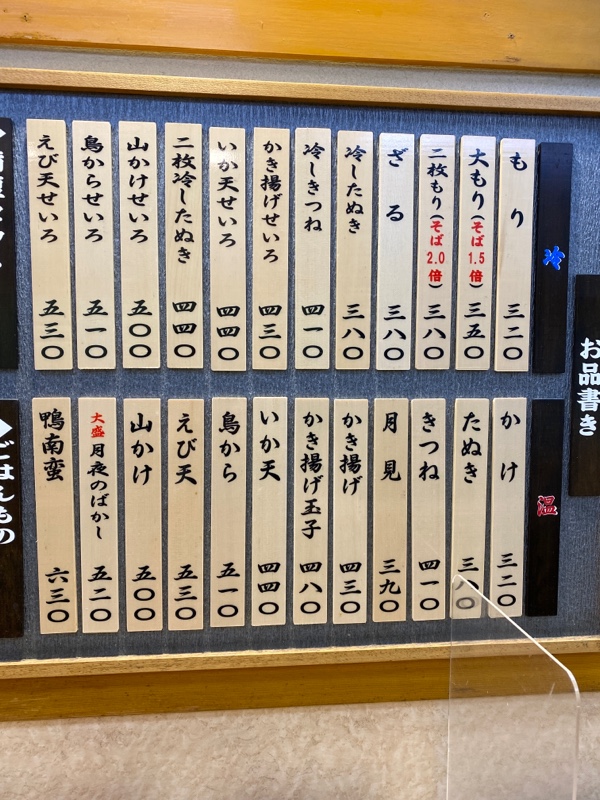 お品書き
冷
もり 三二〇
大もり(そば1.5倍) 三五〇
二枚もり(そば2.0倍) 三八〇
ざる 三八〇
冷したぬき 三八〇
冷しきつね 四一〇
かき揚げせいろ 四三〇
いか天せいろ 四四〇
二枚冷したぬき 四四〇
山かけせいろ 五〇〇
鳥からせいろ 五一〇
えび天せいろ 五三〇
温
かけ 三二〇
たぬき 三八〇
きつね 四一〇
月見 三九〇
かき揚げ 四三〇
かき揚げ玉子 四八〇
いか天 四四〇
鳥から 五一〇
えび天 五三〇
山かけ 五〇〇
大盛 月夜のばかし 五二〇
鴨南蛮 六三〇
ごはんもの